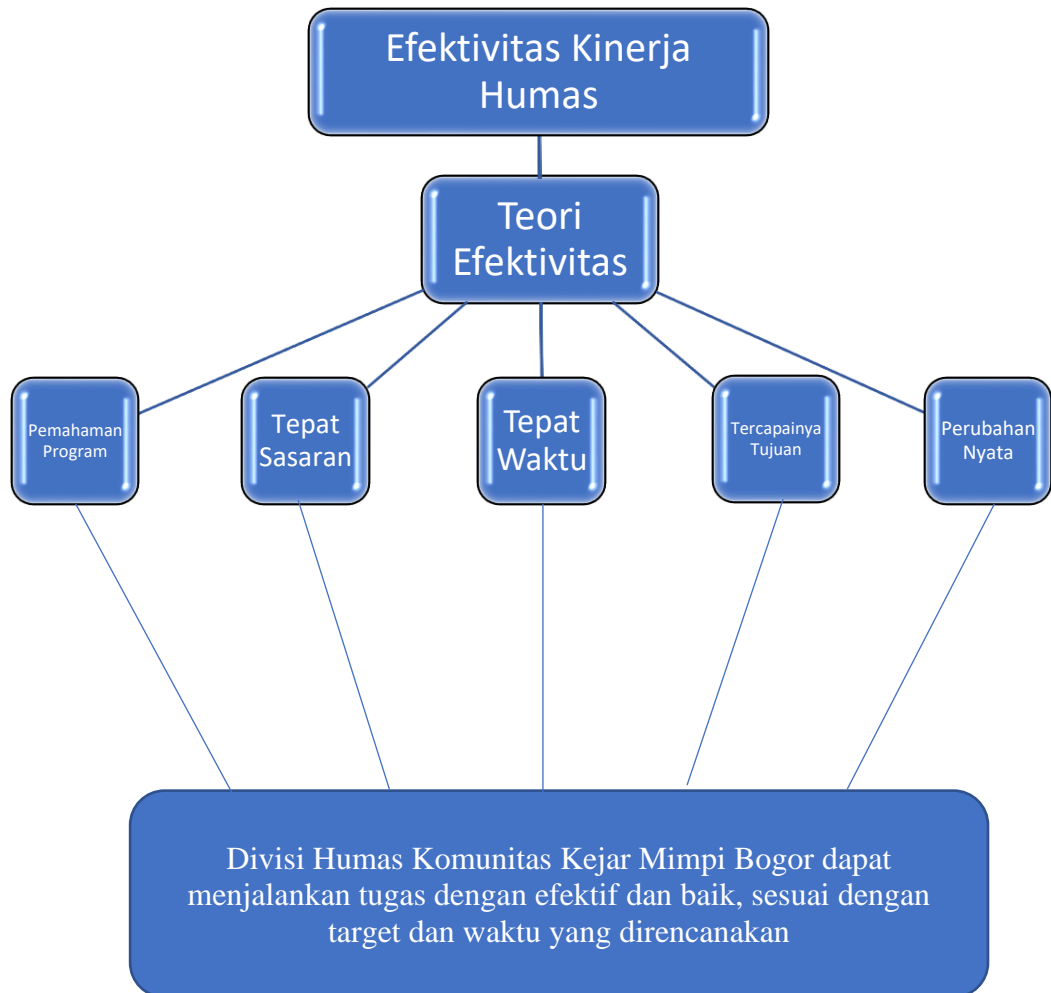 Efektivitas Kinerja
Humas
Teori
Efektivitas
Pemahaman
Program
Tepat
Sasaran
Tepat
Waktu
Tercapainya
Tujuan
Perubahan
Nyata
Divisi Humas Komunitas Kejar Mimpi Bogor dapat
menjalankan tugas dengan efektif dan baik, sesuai dengan
target dan waktu yang direncanakan